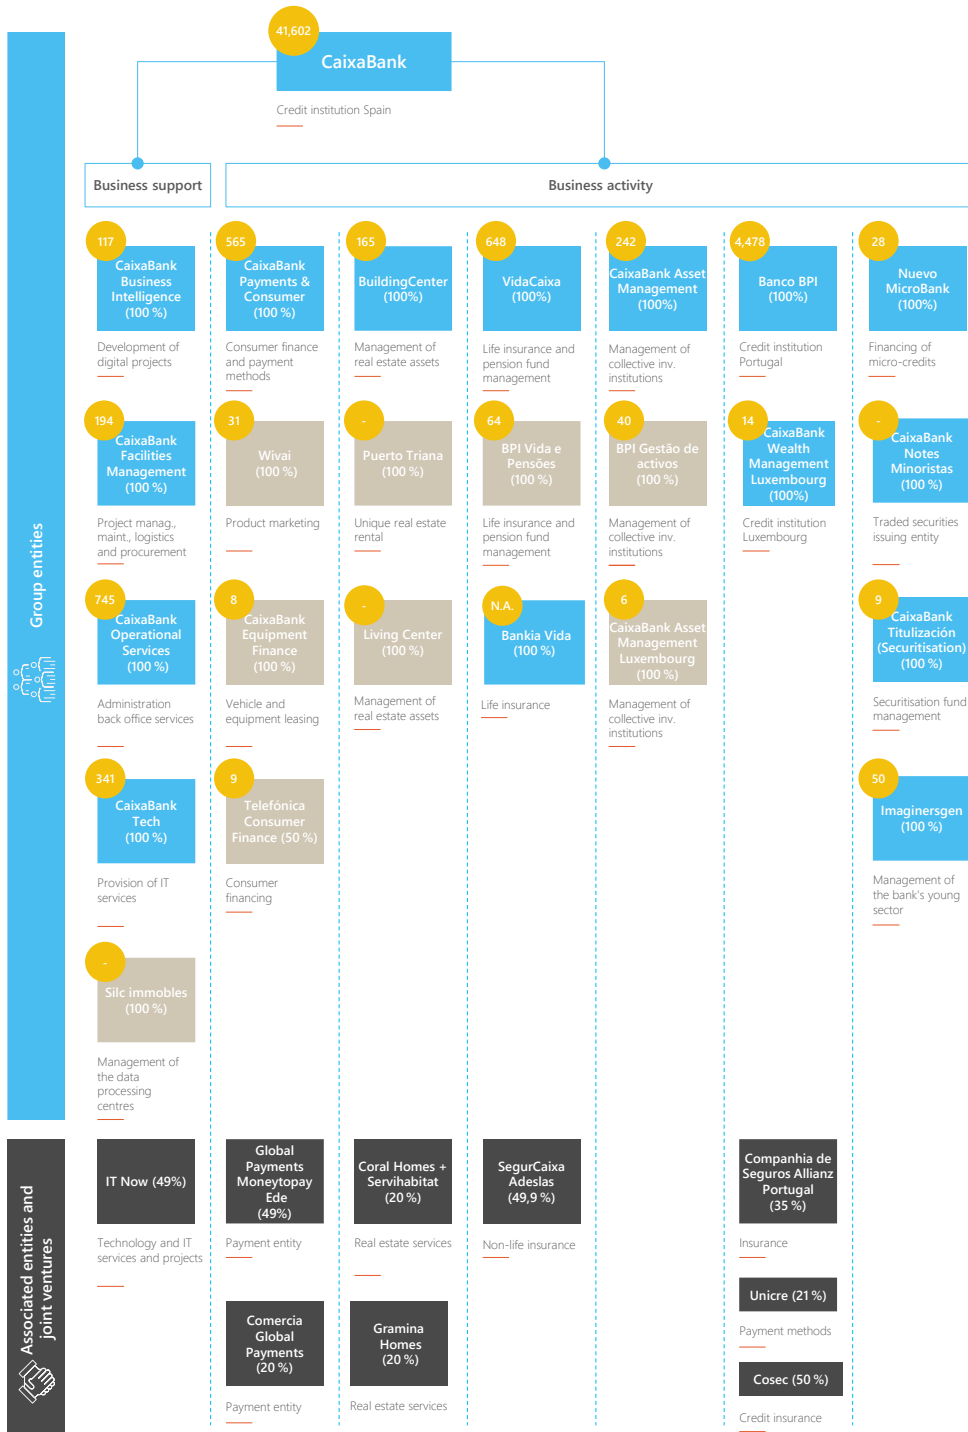 41,602
CaixaBank
Credit institution Spain
Business support
Business activity
Group entities
117
CaixaBank
Business
Intelligence
(100 %)
Development of
digital projects
565
CaixaBank
Payments &
Consumer
(100 %)
Consumer finance
and payment
methods
165
BuildingCenter
(100%)
Management of
real estate assets
648
VidaCaixa
(100%)
Life insurance and
pension fund
management
242
CaixaBank Asset
Management
(100%)
Management of
collective inv.
institutions
4,478
Banco BPI
(100%)
Credit institution
Portugal
28
Nuevo
MicroBank
(100%)
Financing of
micro-credits
194
CaixaBank
Facilities
Management
(100 %)
Project manag.,
maint., logistics
and procurement
31
Wivai
(100 %)
Product marketing
-
Puerto Triana
(100 %)
Unique real estate
rental
64
BPI Vida e
Pensões
(100 %)
Life insurance and
pension fund
management
40
BPI Gestão de
activos
(100 %)
Management of
collective inv.
institutions
14
CaixaBank
Wealth
Management
Luxembourg
(100%)
Credit institution
Luxembourg
-
CaixaBank
Notes
Minoristas
(100 %)
Traded securities
issuing entity
745
CaixaBank
Operational
Services
(100 %)
Administration
back office services
8
CaixaBank
Equipment
Finance
(100 %)
Vehicle and
equipment leasing
-
Living Center
(100 %)
Management of
real estate assets
N.A.
Bankia Vida
(100 %)
Life insurance
6
CaixaBank Asset
Management
Luxembourg
(100 %)
Management of
collective inv.
institutions
9
CaixaBank
Titulización
(Securitisation)
(100 %)
Securitisation fund
management
341
CaixaBank
Tech
(100 %)
Provision of IT
services
9
Telefónica
Consumer
Finance (50 %)
Consumer
financing
50
Imaginersgen
(100 %)
Management of
the bank's young
sector
-
Silc immobles
(100 %)
Management of
the data
processing
centres
Associated entities and
joint ventures
IT Now (49%)
Technology and IT
services and projects
Global
Payments
Moneytopay
Ede
(49%)
Payment entity
Coral Homes +
Servihabitat
(20 %)
Real estate services
SegurCaixa
Adeslas
(49,9 %)
Non-life insurance
Companhia de
Seguros Allianz
Portugal
(35 %)
Insurance
Comercia
Global
Payments
(20 %)
Payment entity
Gramina
Homes
(20 %)
Real estate services
Unicre (21 %)
Payment methods
Cosec (50 %)
Credit insurance